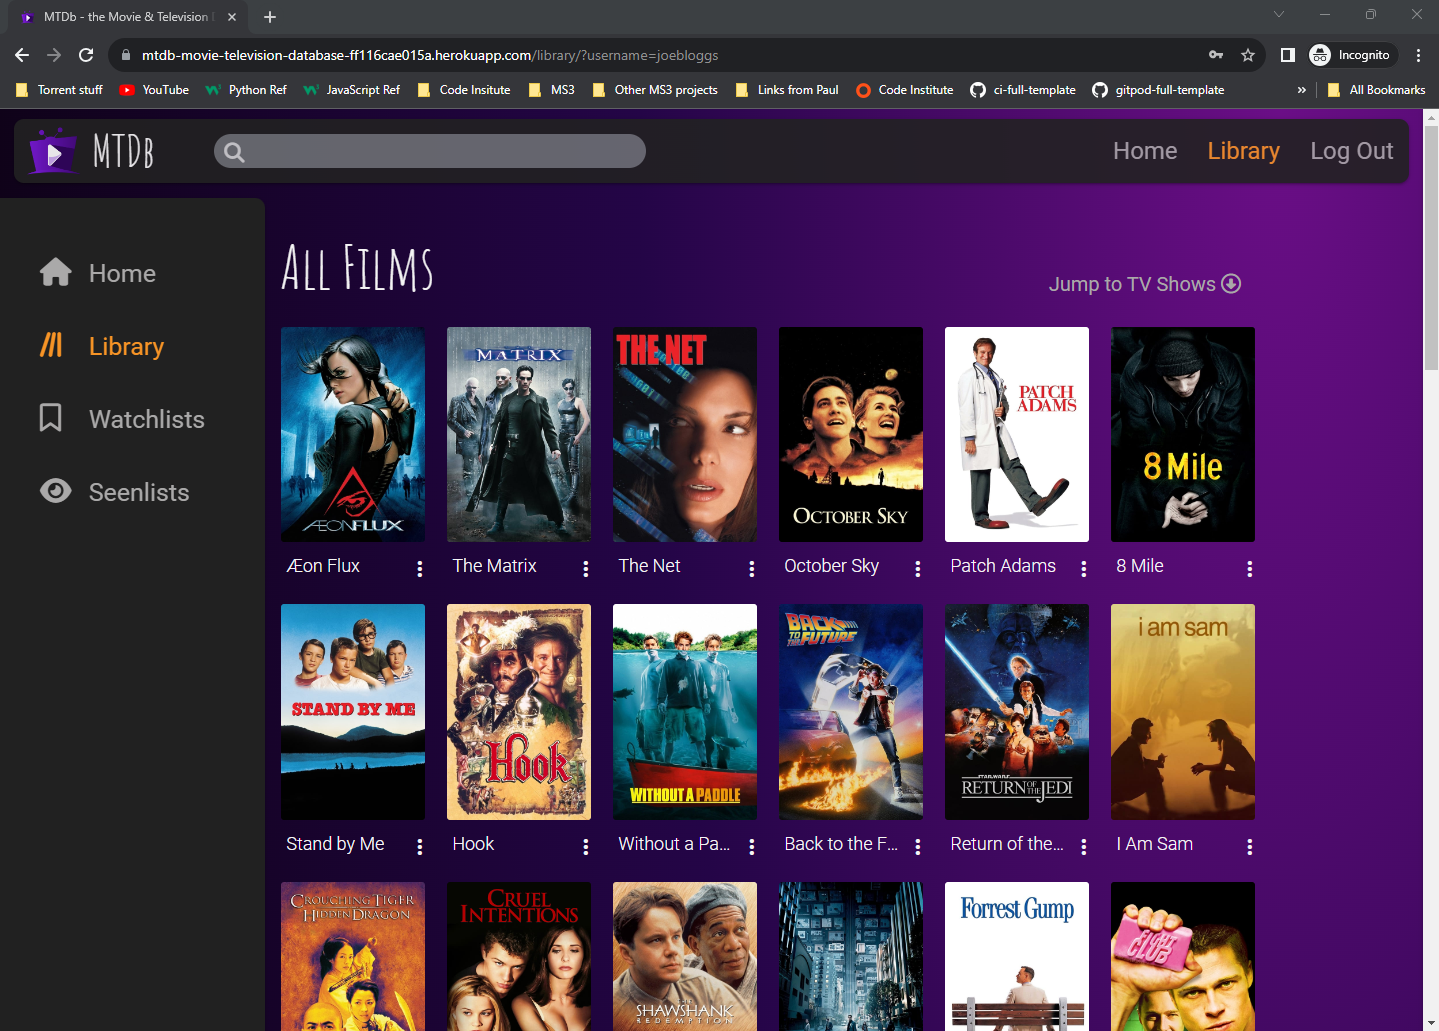 MTDb - the Movie & Television
mtdb-movie-television-database-ff116cae015a.herokuapp.com/library/?username=joebloggs
Incognito
Torrent stuff
YouTube
Python Ref
JavaScript Ref
Code Insitute
MS3
Other MS3 projects
Links from Paul
Code Institute
ci-full-template
gitpod-full-template
»
All Bookmarks
MTDb
Home
Library
Log Out
Home
Library
Watchlists
Seenlists
All Films
Jump to TV Shows
ÆON FLUX
MATRIX
THE NET
OCTOBER SKY
PATCH
ADAMS
8 Mile
Æon Flux
The Matrix
The Net
October Sky
Patch Adams
8 Mile
STAND BY ME
Hook
WITHOUT A PADDLE
BACK
TO THE FUTURE
STAR WARS
RETURN OF THE JEDI
i am sam
Stand by Me
Hook
Without a Pa...
Back to the F...
Return of the...
I Am Sam
CROUCHING TIGER
HIDDEN DRAGON
CRUEL
INTENTIONS
THE
SHAWSHANK
REDEMPTION
Forrest Gump
FIGHT
CLUB